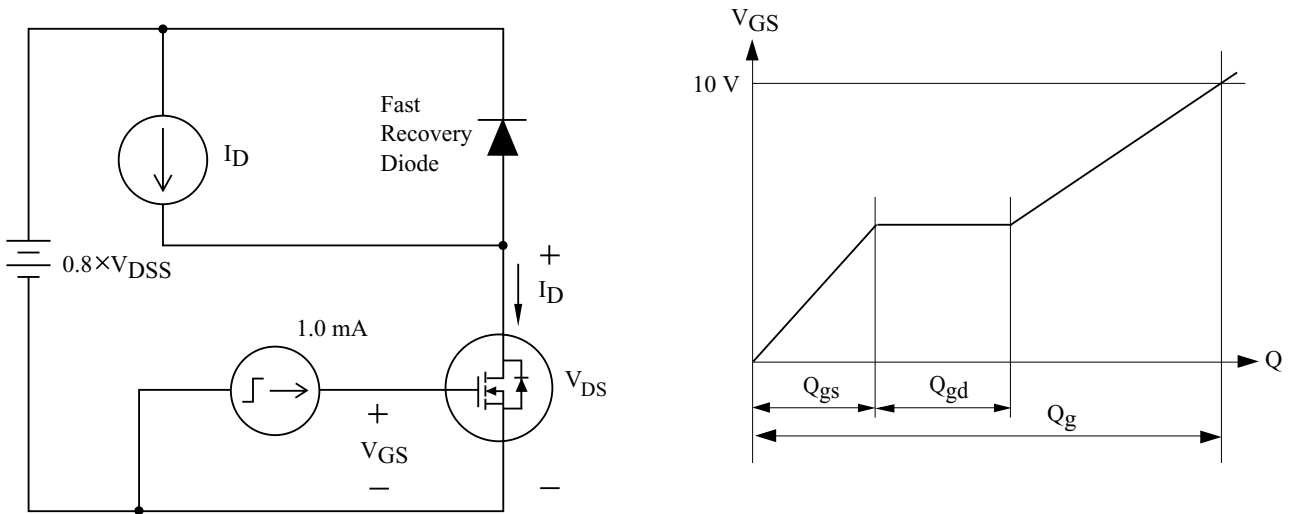 Fast
Recovery
Diode
I_D
0.8×V_DSS
+
I_D
1.0 mA
V_DS
+
V_GS
−
−
V_GS
10 V
Q
Q_gs
Q_gd
Q_g